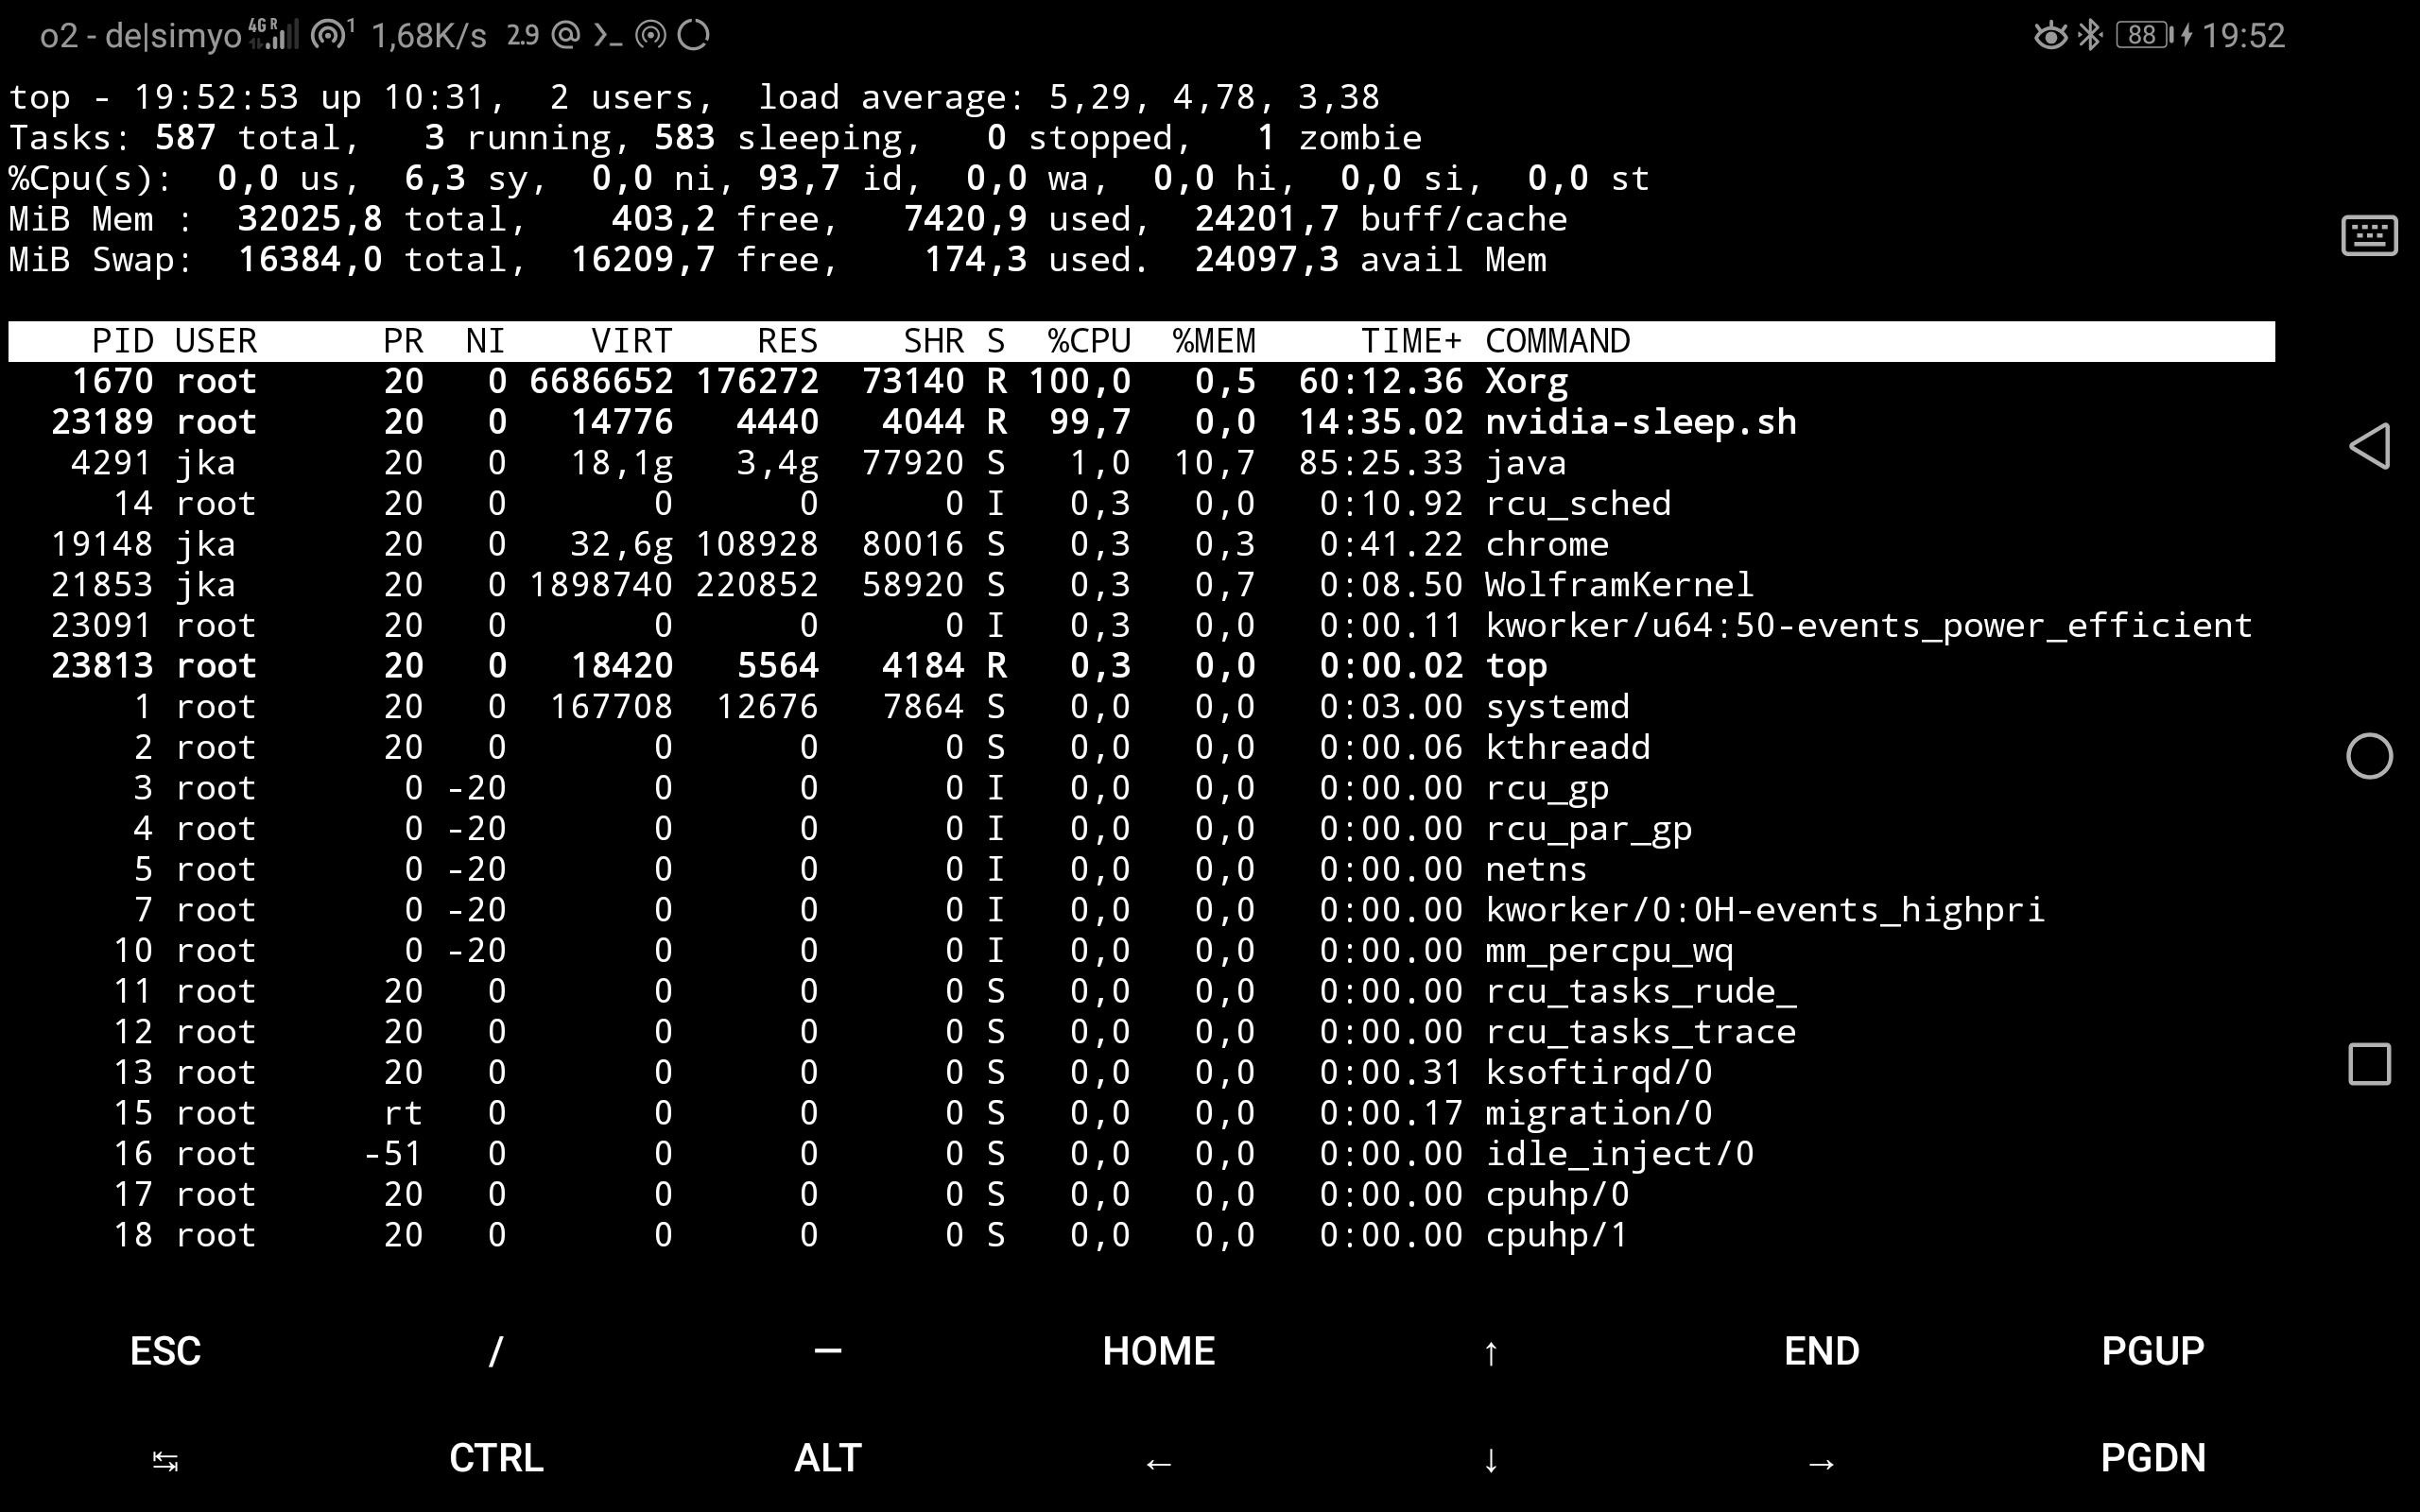 o2 - de|simyo 4G R 1 1,68K/s 2.9 88 19:52
top - 19:52:53 up 10:31,  2 users,  load average: 5,29, 4,78, 3,38
Tasks: 587 total,   3 running, 583 sleeping,   0 stopped,   1 zombie
%Cpu(s):  0,0 us,  6,3 sy,  0,0 ni, 93,7 id,  0,0 wa,  0,0 hi,  0,0 si,  0,0 st
MiB Mem :  32025,8 total,    403,2 free,   7420,9 used,  24201,7 buff/cache
MiB Swap:  16384,0 total,  16209,7 free,    174,3 used.  24097,3 avail Mem
PID USER PR NI VIRT RES SHR S %CPU %MEM TIME+ COMMAND
1670 root 20 0 6686652 176272 73140 R 100,0 0,5 60:12.36 Xorg
23189 root 20 0 14776 4440 4044 R 99,7 0,0 14:35.02 nvidia-sleep.sh
4291 jka 20 0 18,1g 3,4g 77920 S 1,0 10,7 85:25.33 java
14 root 20 0 0 0 0 I 0,3 0,0 0:10.92 rcu_sched
19148 jka 20 0 32,6g 108928 80016 S 0,3 0,3 0:41.22 chrome
21853 jka 20 0 1898740 220852 58920 S 0,3 0,7 0:08.50 WolframKernel
23091 root 20 0 0 0 0 I 0,3 0,0 0:00.11 kworker/u64:50-events_power_efficient
23813 root 20 0 18420 5564 4184 R 0,3 0,0 0:00.02 top
1 root 20 0 167708 12676 7864 S 0,0 0,0 0:03.00 systemd
2 root 20 0 0 0 0 S 0,0 0,0 0:00.06 kthreadd
3 root 0 -20 0 0 0 I 0,0 0,0 0:00.00 rcu_gp
4 root 0 -20 0 0 0 I 0,0 0,0 0:00.00 rcu_par_gp
5 root 0 -20 0 0 0 I 0,0 0,0 0:00.00 netns
7 root 0 -20 0 0 0 I 0,0 0,0 0:00.00 kworker/0:0H-events_highpri
10 root 0 -20 0 0 0 I 0,0 0,0 0:00.00 mm_percpu_wq
11 root 20 0 0 0 0 S 0,0 0,0 0:00.00 rcu_tasks_rude_
12 root 20 0 0 0 0 S 0,0 0,0 0:00.00 rcu_tasks_trace
13 root 20 0 0 0 0 S 0,0 0,0 0:00.31 ksoftirqd/0
15 root rt 0 0 0 0 S 0,0 0,0 0:00.17 migration/0
16 root -51 0 0 0 0 S 0,0 0,0 0:00.00 idle_inject/0
17 root 20 0 0 0 0 S 0,0 0,0 0:00.00 cpuhp/0
18 root 20 0 0 0 0 S 0,0 0,0 0:00.00 cpuhp/1
ESC / — HOME ↑ END PGUP
↹ CTRL ALT ← ↓ → PGDN